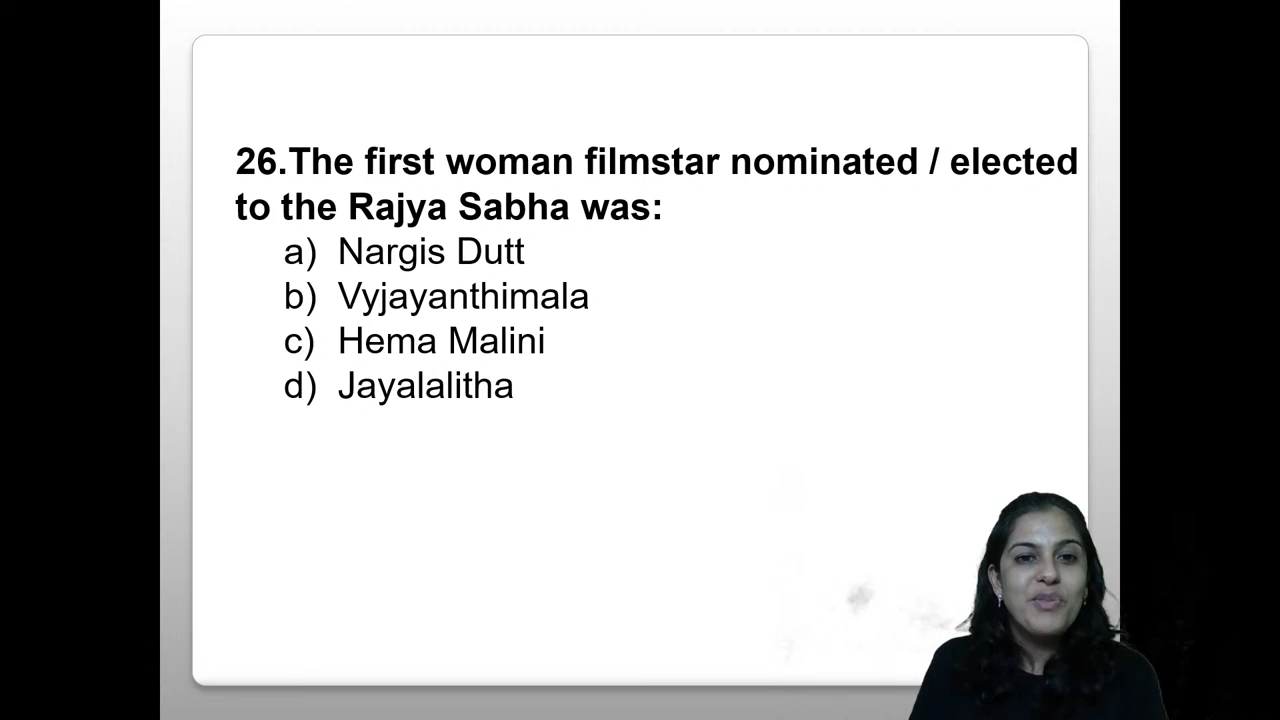 26.The first woman filmstar nominated / elected
to the Rajya Sabha was:
a) Nargis Dutt
b) Vyjayanthimala
c) Hema Malini
d) Jayalalitha